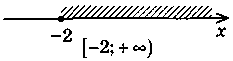 -2
x
[-2; + ∞)